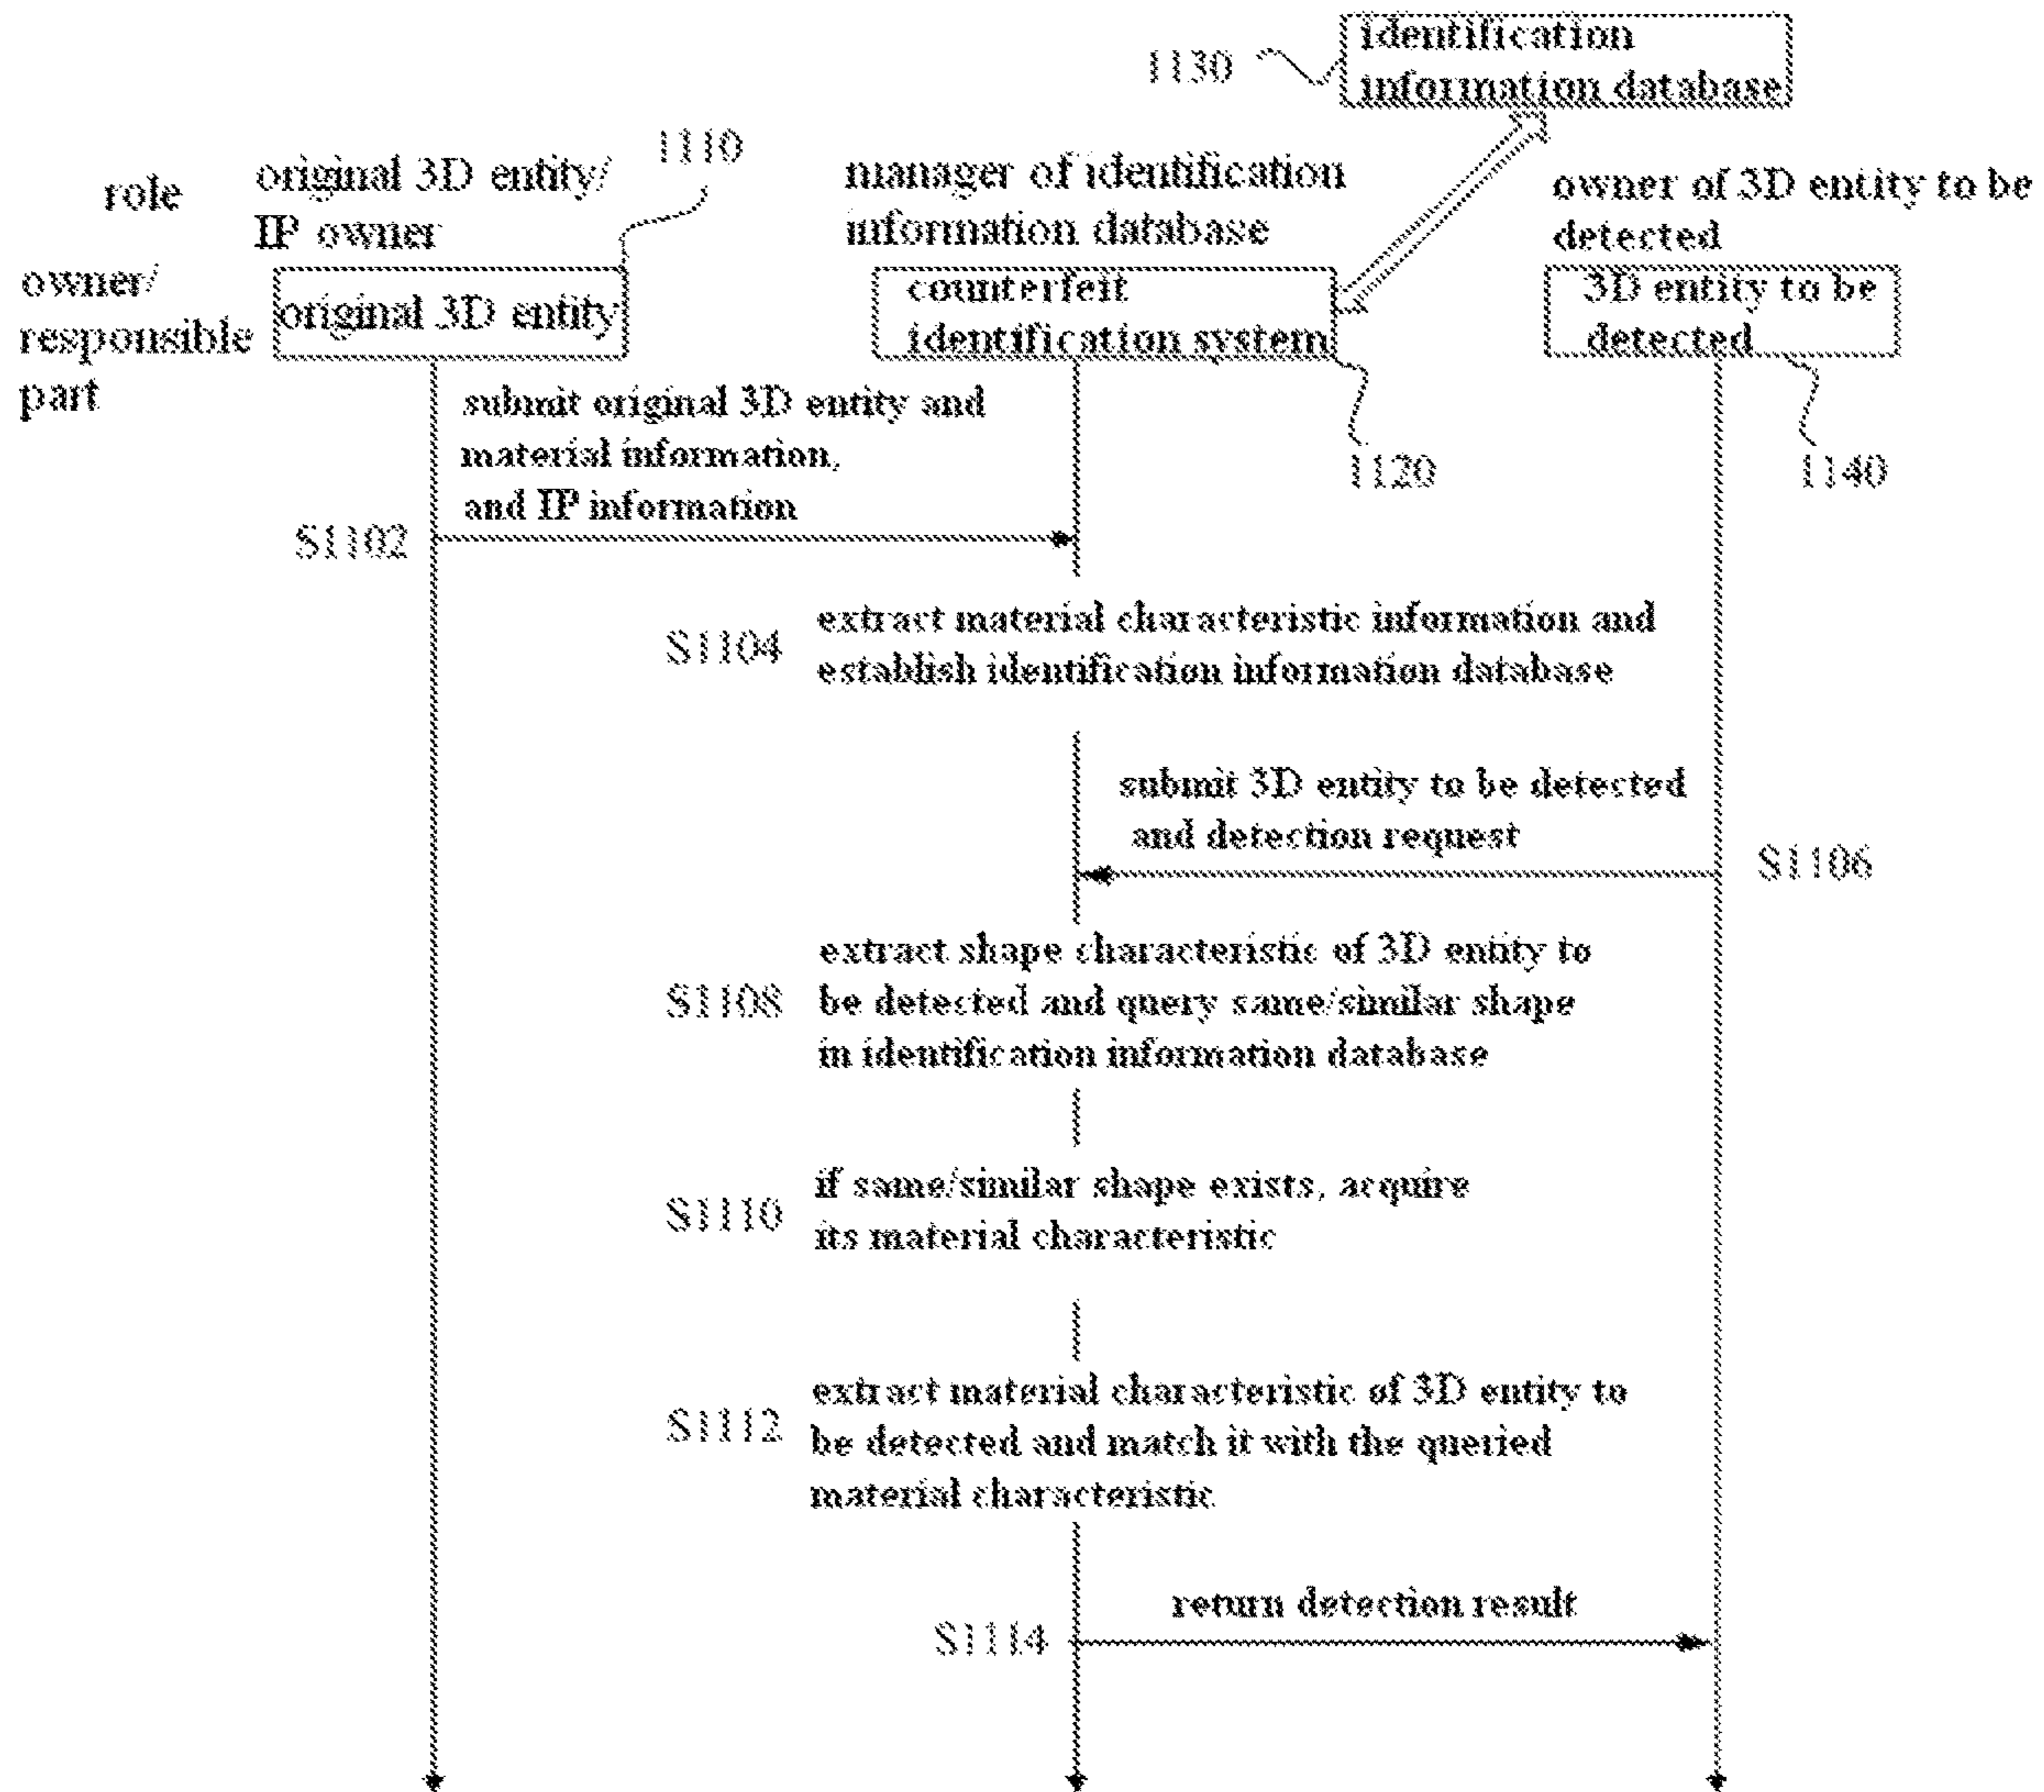 identification
information database
1130
1110
role
original 3D entity/
IP owner
manager of identification
information database
owner of 3D entity to be
detected
owner/
responsible
part
original 3D entity
counterfeit
identification system
3D entity to be
detected
1120
1140
submit original 3D entity and
material information,
and IP information
S1102
S1104
extract material characteristic information and
establish identification information database
submit 3D entity to be detected
and detection request
S1106
S1108
extract shape characteristic of 3D entity to
be detected and query same/similar shape
in identification information database
S1110
if same/similar shape exists, acquire
its material characteristic
S1112
extract material characteristic of 3D entity to
be detected and match it with the queried
material characteristic
return detection result
S1114